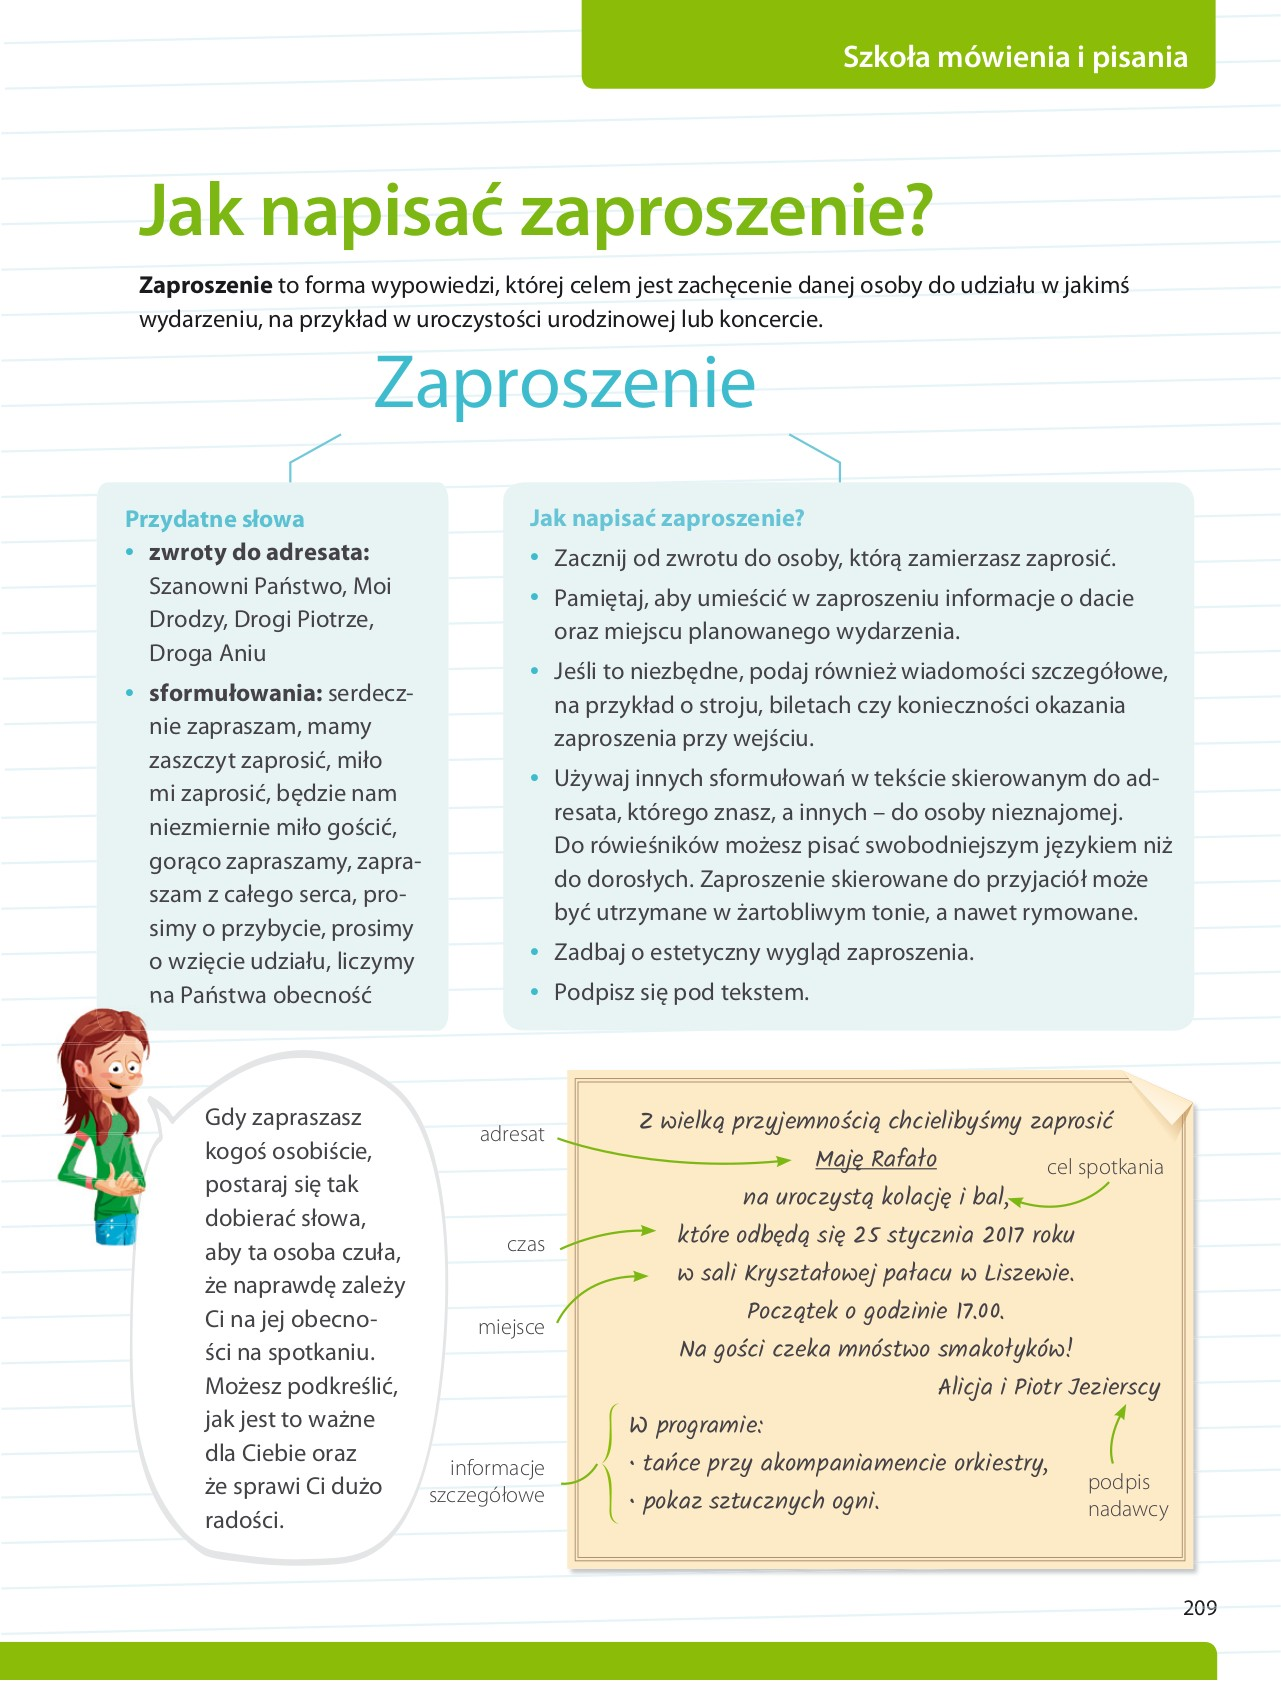 Szkoła mówienia i pisania
Jak napisać zaproszenie?
Zaproszenie to forma wypowiedzi, której celem jest zachęcenie danej osoby do udziału w jakimś
wydarzeniu, na przykład w uroczystości urodzinowej lub koncercie.
Zaproszenie
Przydatne słowa
• zwroty do adresata:
Szanowni Państwo, Moi
Drodzy, Drogi Piotrze,
Droga Aniu
• sformułowania: serdecz-
nie zapraszam, mamy
zaszczyt zaprosić, miło
mi zaprosić, będzie nam
niezmiernie miło gościć,
gorąco zapraszamy, zapra-
szam z całego serca, pro-
simy o przybycie, prosimy
o wzięcie udziału, liczymy
na Państwa obecność
Jak napisać zaproszenie?
• Zacznij od zwrotu do osoby, którą zamierzasz zaprosić.
• Pamiętaj, aby umieścić w zaproszeniu informacje o dacie
oraz miejscu planowanego wydarzenia.
• Jeśli to niezbędne, podaj również wiadomości szczegółowe,
na przykład o stroju, biletach czy konieczności okazania
zaproszenia przy wejściu.
• Używaj innych sformułowań w tekście skierowanym do ad-
resata, którego znasz, a innych – do osoby nieznajomej.
Do rówieśników możesz pisać swobodniejszym językiem niż
do dorosłych. Zaproszenie skierowane do przyjaciół może
być utrzymane w żartobliwym tonie, a nawet rymowane.
• Zadbaj o estetyczny wygląd zaproszenia.
• Podpisz się pod tekstem.
Gdy zapraszasz
kogoś osobiście,
postaraj się tak
dobierać słowa,
aby ta osoba czuła,
że naprawdę zależy
Ci na jej obecno-
ści na spotkaniu.
Możesz podkreślić,
jak jest to ważne
dla Ciebie oraz
że sprawi Ci dużo
radości.
adresat
czas
miejsce
informacje
szczegółowe
Z wielką przyjemnością chcielibyśmy zaprosić
Maję Rafało
cel spotkania
na uroczystą kolację i bal,
które odbędą się 25 stycznia 2017 roku
w sali Kryształowej pałacu w Liszewie.
Początek o godzinie 17.00.
Na gości czeka mnóstwo smakołyków!
Alicja i Piotr Jezierscy
W programie:
• tańce przy akompaniamencie orkiestry,
• pokaz sztucznych ogni.
podpis
nadawcy
209